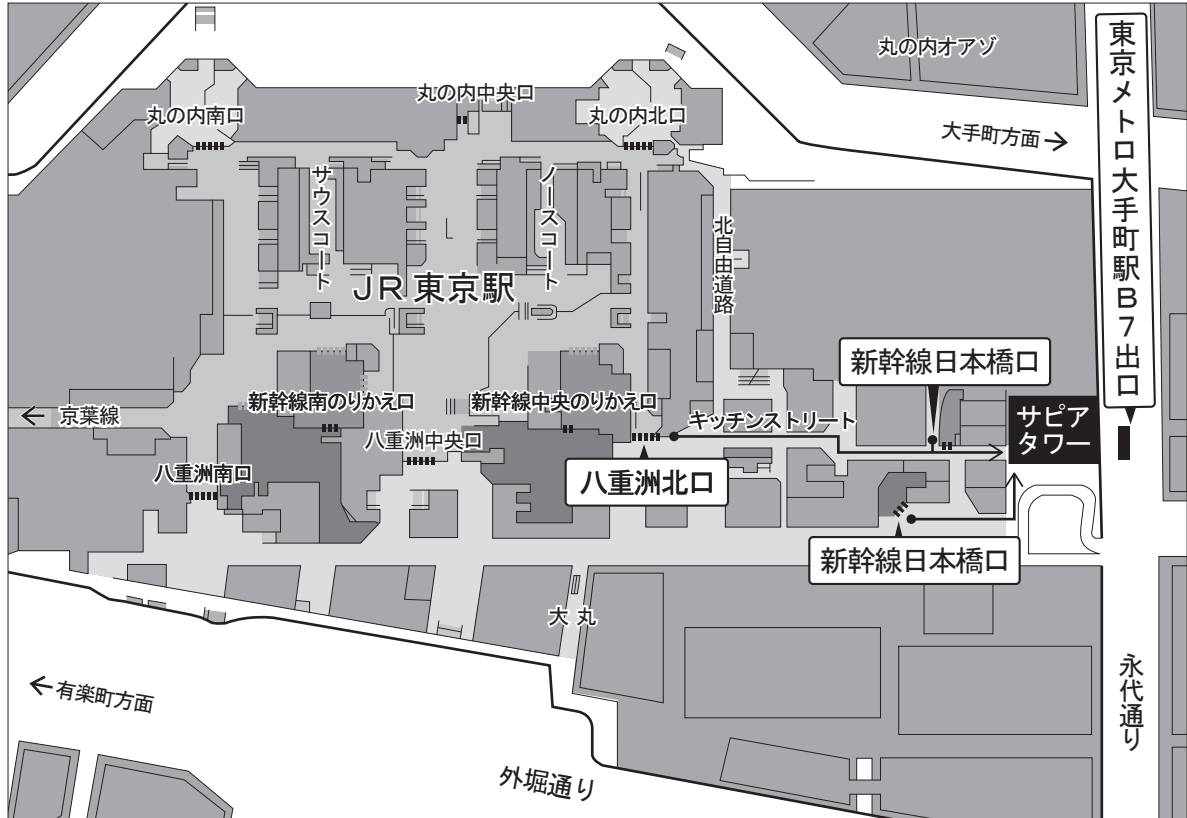 丸の内オアゾ
東京メトロ大手町駅B7出口
丸の内中央口
丸の内南口
丸の内北口
大手町方面→
サウスコート
ノースコート
北自由道路
JR東京駅
新幹線日本橋口
←京葉線
新幹線南のりかえ口
新幹線中央のりかえ口
キッチンストリート
サピア
タワー
八重洲中央口
八重洲南口
八重洲北口
新幹線日本橋口
大丸
永代通り
←有楽町方面
外堀通り